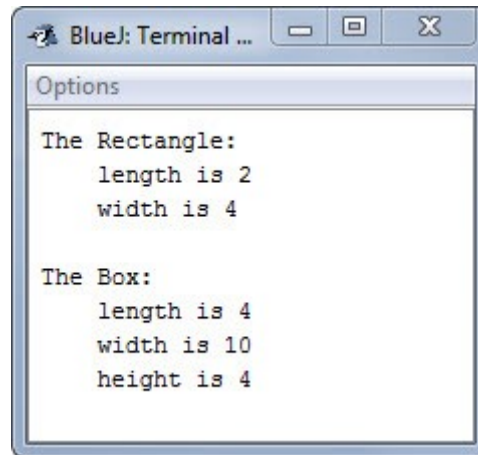 BlueJ: Terminal ...
Options
The Rectangle:
length is 2
width is 4
The Box:
length is 4
width is 10
height is 4